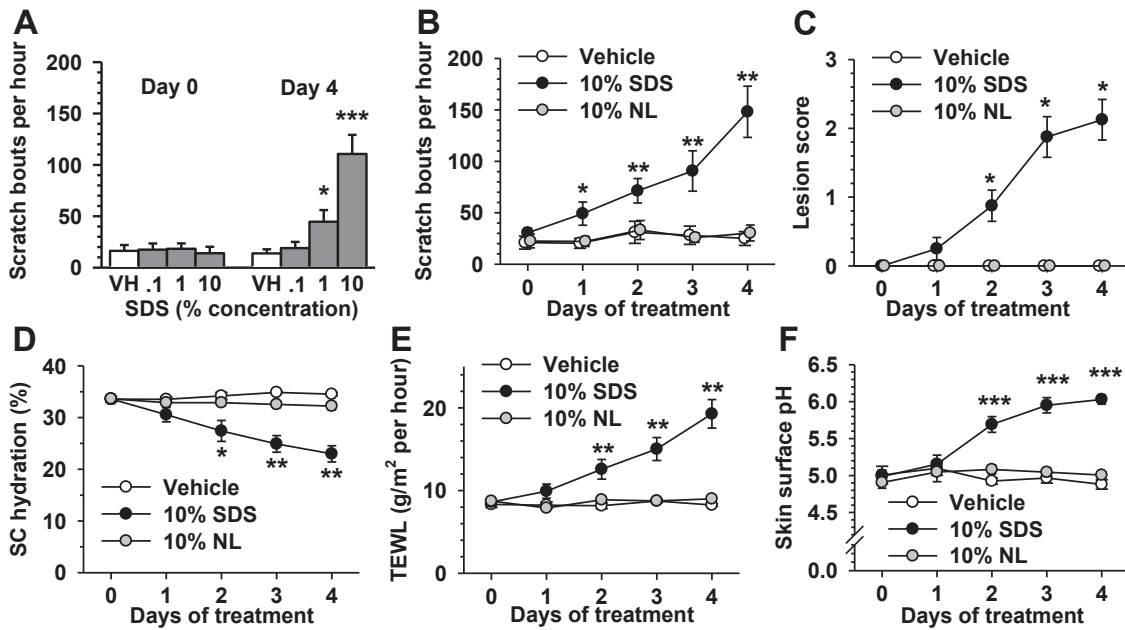 A
Scratch bouts per hour
200
150
100
50
0
Day 0
Day 4
*
***
VH .1 1 10
VH .1 1 10
SDS (% concentration)
B
Scratch bouts per hour
200
150
100
50
0
Vehicle
10% SDS
10% NL
*
**
**
**
0 1 2 3 4
Days of treatment
C
Lesion score
3
2
1
0
Vehicle
10% SDS
10% NL
*
*
*
0 1 2 3 4
Days of treatment
D
SC hydration (%)
40
35
30
25
20
15
10
0
*
**
**
Vehicle
10% SDS
10% NL
0 1 2 3 4
Days of treatment
E
TEWL (g/m² per hour)
20
10
0
Vehicle
10% SDS
10% NL
**
**
**
0 1 2 3 4
Days of treatment
F
Skin surface pH
6.5
6.0
5.5
5.0
4.5
0.0
***
***
***
Vehicle
10% SDS
10% NL
0 1 2 3 4
Days of treatment